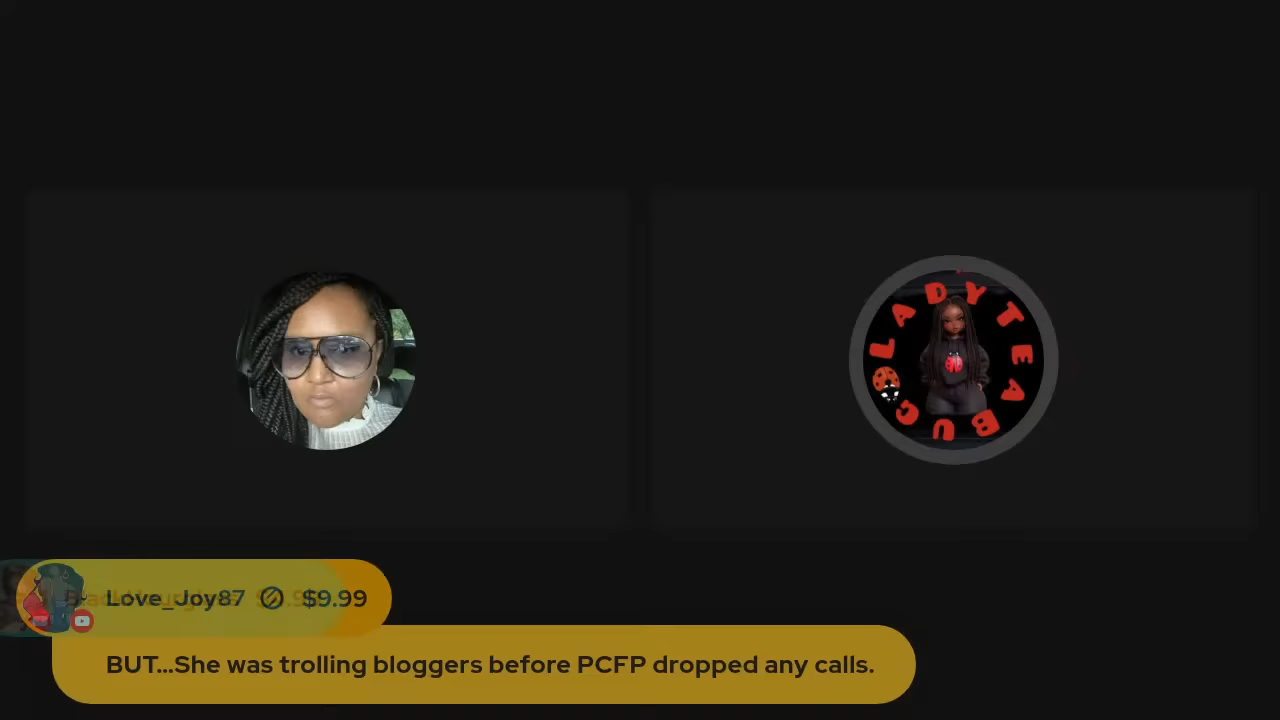 LADYTEABUG
Love_Joy87 $9.99
BUT...She was trolling bloggers before PCFP dropped any calls.